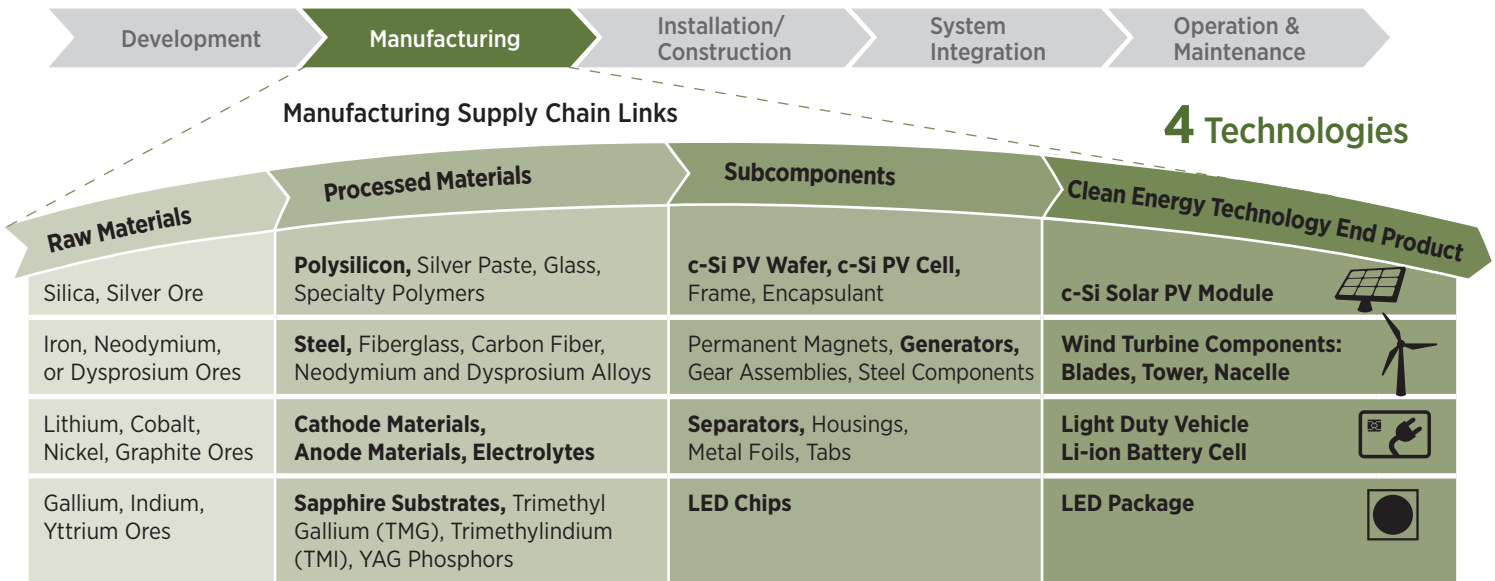 Development
Manufacturing
Installation/
Construction
System
Integration
Operation &
Maintenance
Manufacturing Supply Chain Links
4 Technologies
Raw Materials
Processed Materials
Subcomponents
Clean Energy Technology End Product
Silica, Silver Ore
Polysilicon, Silver Paste, Glass,
Specialty Polymers
c-Si PV Wafer, c-Si PV Cell,
Frame, Encapsulant
c-Si Solar PV Module
Iron, Neodymium,
or Dysprosium Ores
Steel, Fiberglass, Carbon Fiber,
Neodymium and Dysprosium Alloys
Permanent Magnets, Generators,
Gear Assemblies, Steel Components
Wind Turbine Components:
Blades, Tower, Nacelle
Lithium, Cobalt,
Nickel, Graphite Ores
Cathode Materials,
Anode Materials, Electrolytes
Separators, Housings,
Metal Foils, Tabs
Light Duty Vehicle
Li-ion Battery Cell
Gallium, Indium,
Yttrium Ores
Sapphire Substrates, Trimethyl
Gallium (TMG), Trimethylindium
(TMI), YAG Phosphors
LED Chips
LED Package